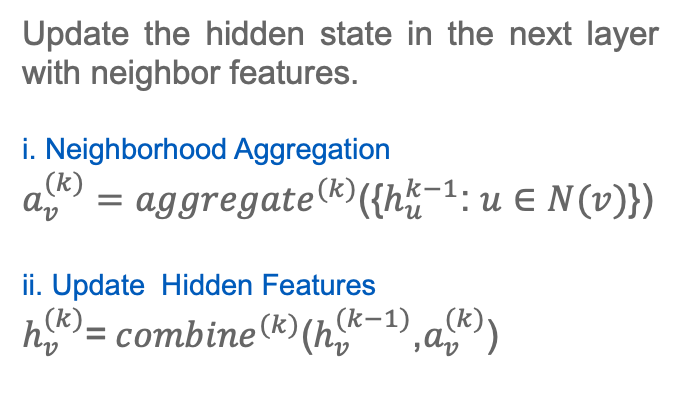 Update the hidden state in the next layer
with neighbor features.
i. Neighborhood Aggregation
a_v^(k) = aggregate^(k)({h_u^k−1: u ∈ N(v)})
ii. Update Hidden Features
h_v^(k)= combine^(k)(h_v^(k−1),a_v^(k))